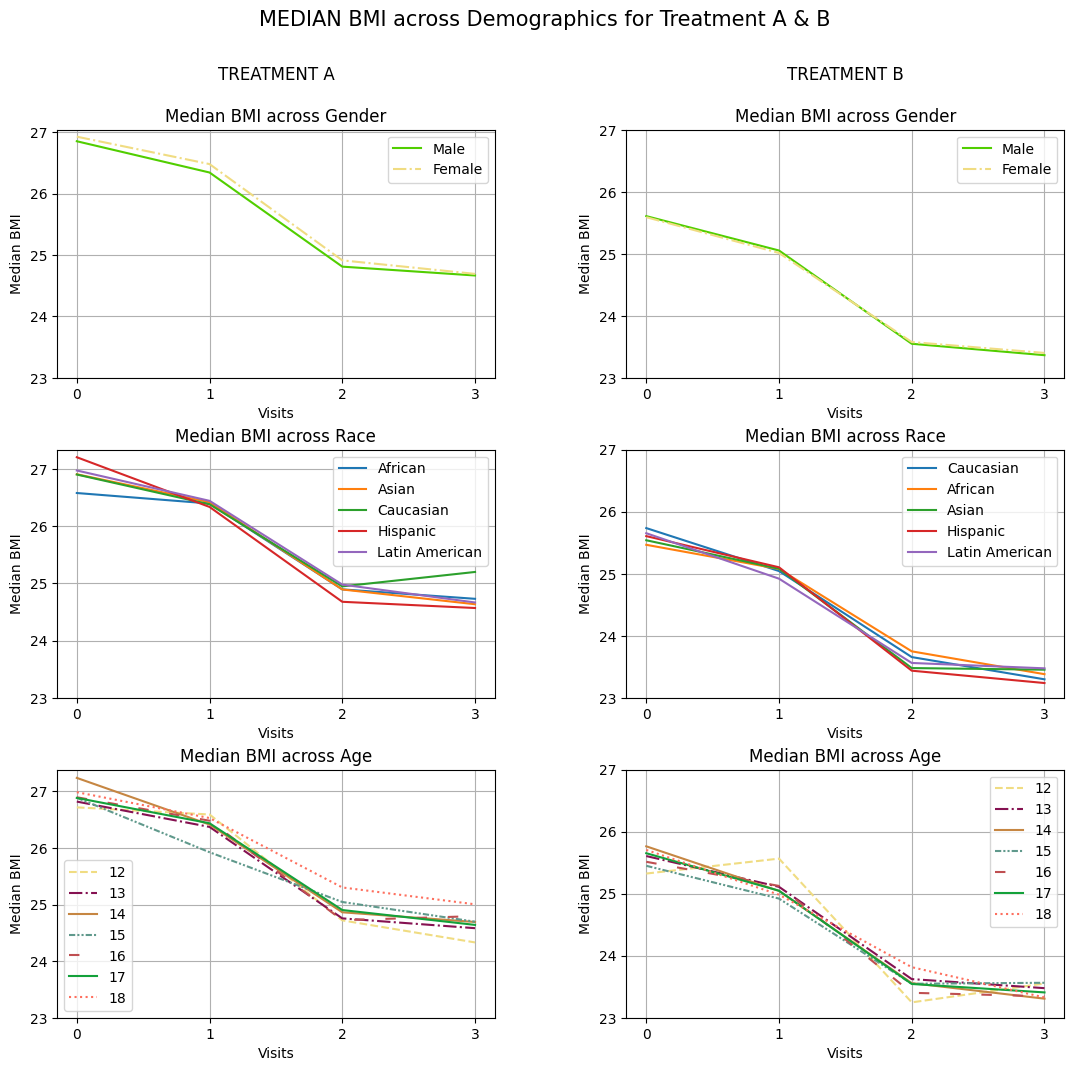 MEDIAN BMI across Demographics for Treatment A & B
TREATMENT A
TREATMENT B
Median BMI across Gender
27
26
25
24
23
Median BMI
0
1
2
3
Visits
Male
Female
Median BMI across Gender
27
26
25
24
23
Median BMI
0
1
2
3
Visits
Male
Female
Median BMI across Race
27
26
25
24
23
Median BMI
0
1
2
3
Visits
African
Asian
Caucasian
Hispanic
Latin American
Median BMI across Race
27
26
25
24
23
Median BMI
0
1
2
3
Visits
Caucasian
African
Asian
Hispanic
Latin American
Median BMI across Age
27
26
25
24
23
Median BMI
0
1
2
3
Visits
12
13
14
15
16
17
18
Median BMI across Age
27
26
25
24
23
Median BMI
0
1
2
3
Visits
12
13
14
15
16
17
18